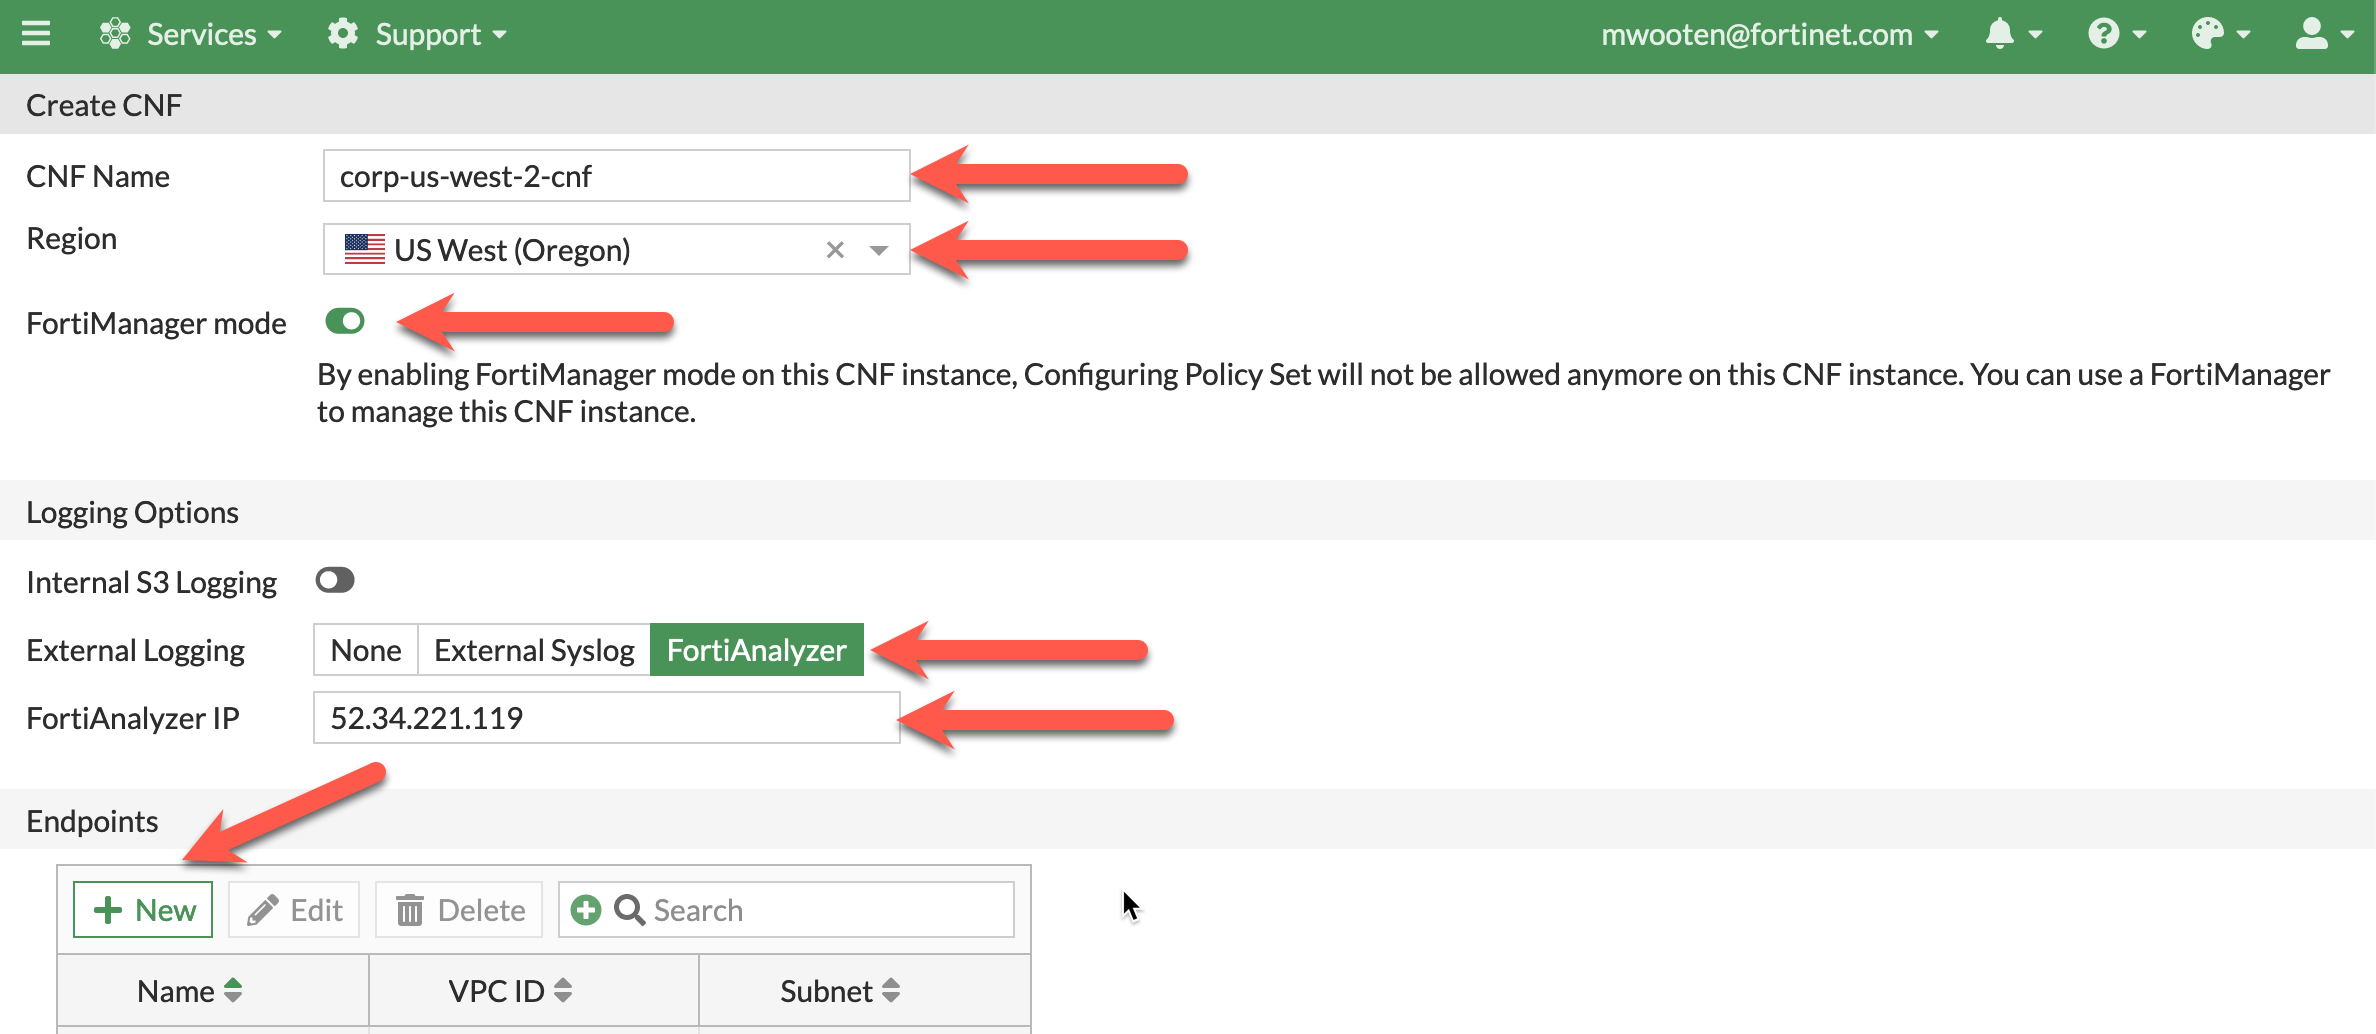 Services Support mwooten@fortinet.com
Create CNF
CNF Name corp-us-west-2-cnf
Region US West (Oregon)
FortiManager mode
By enabling FortiManager mode on this CNF instance, Configuring Policy Set will not be allowed anymore on this CNF instance. You can use a FortiManager
to manage this CNF instance.
Logging Options
Internal S3 Logging
External Logging None External Syslog FortiAnalyzer
FortiAnalyzer IP 52.34.221.119
Endpoints
New Edit Delete Search
Name VPC ID Subnet